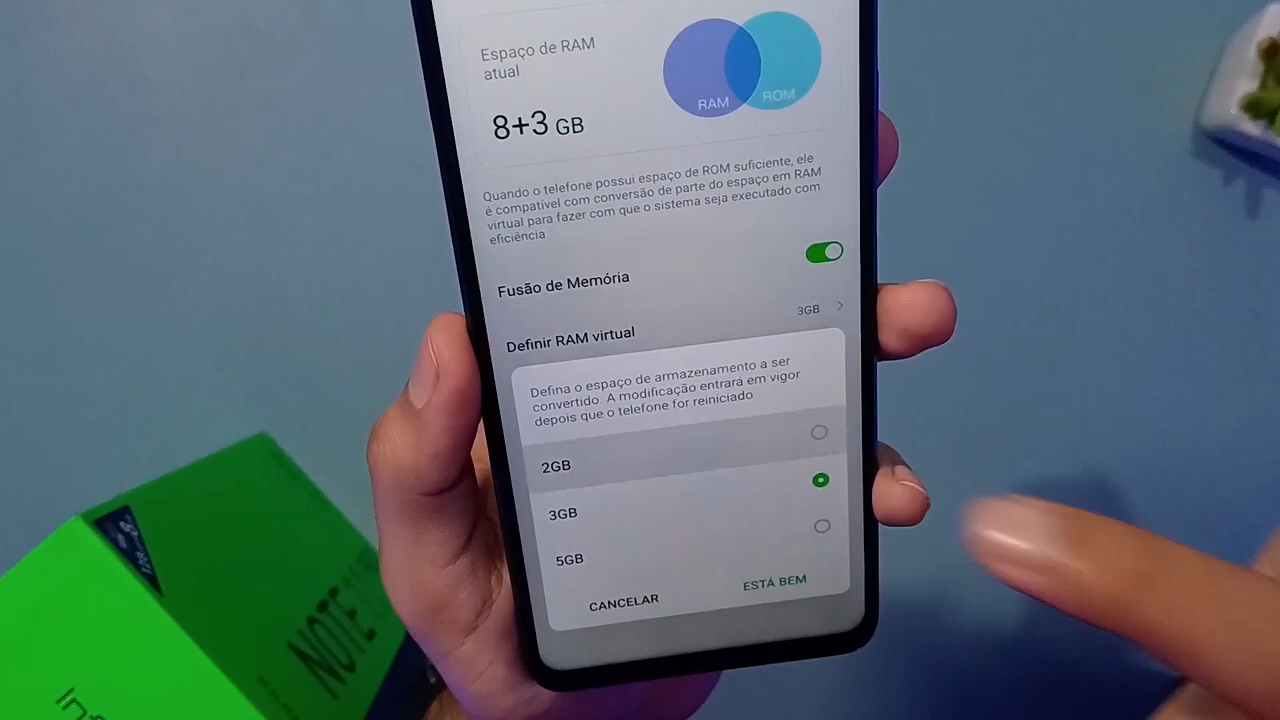 Espaço de RAM
atual
8+3 GB
RAM
ROM
Quando o telefone possui espaço de ROM suficiente, ele
é compatível com conversão de parte do espaço em RAM
virtual para fazer com que o sistema seja executado com
eficiência
Fusão de Memória
Definir RAM virtual
3GB
Defina o espaço de armazenamento a ser
convertido. A modificação entrará em vigor
depois que o telefone for reiniciado
2GB
3GB
5GB
CANCELAR
ESTÁ BEM
NOTE